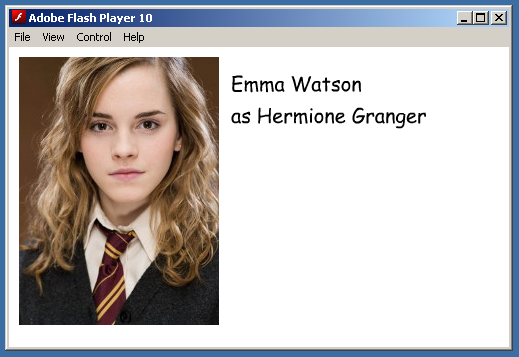 Adobe Flash Player 10
File View Control Help
Emma Watson
as Hermione Granger